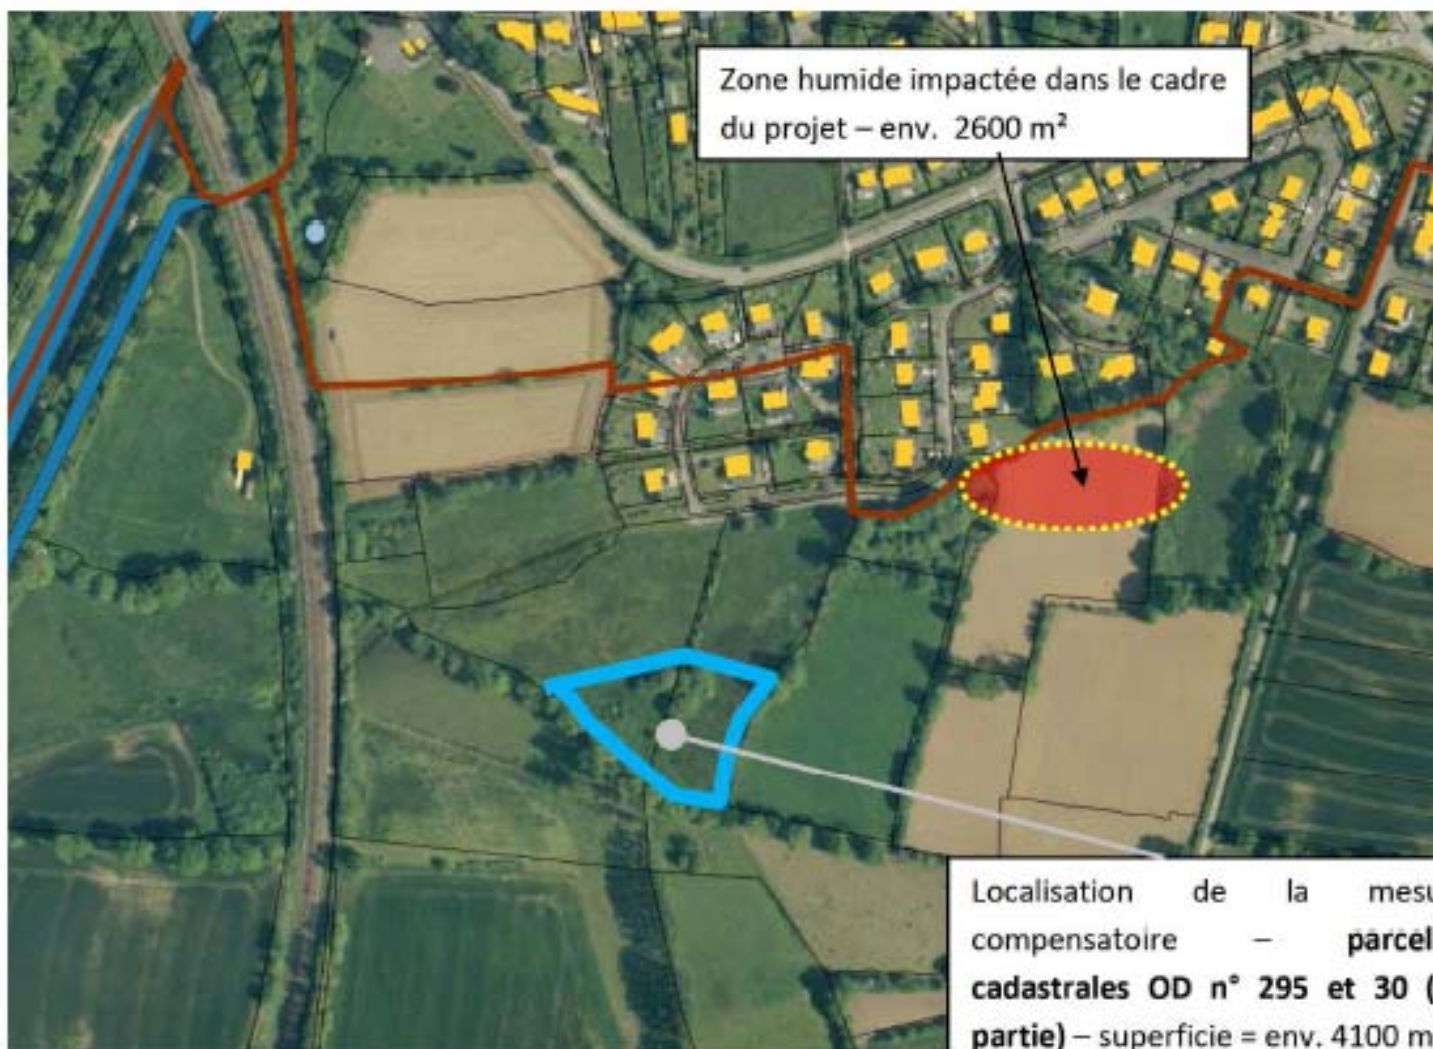 Zone humide impactée dans le cadre
du projet – env. 2600 m²
Localisation de la mesu
compensatoire – parcel
cadastrales OD n° 295 et 30 (
partie) – superficie = env. 4100 m